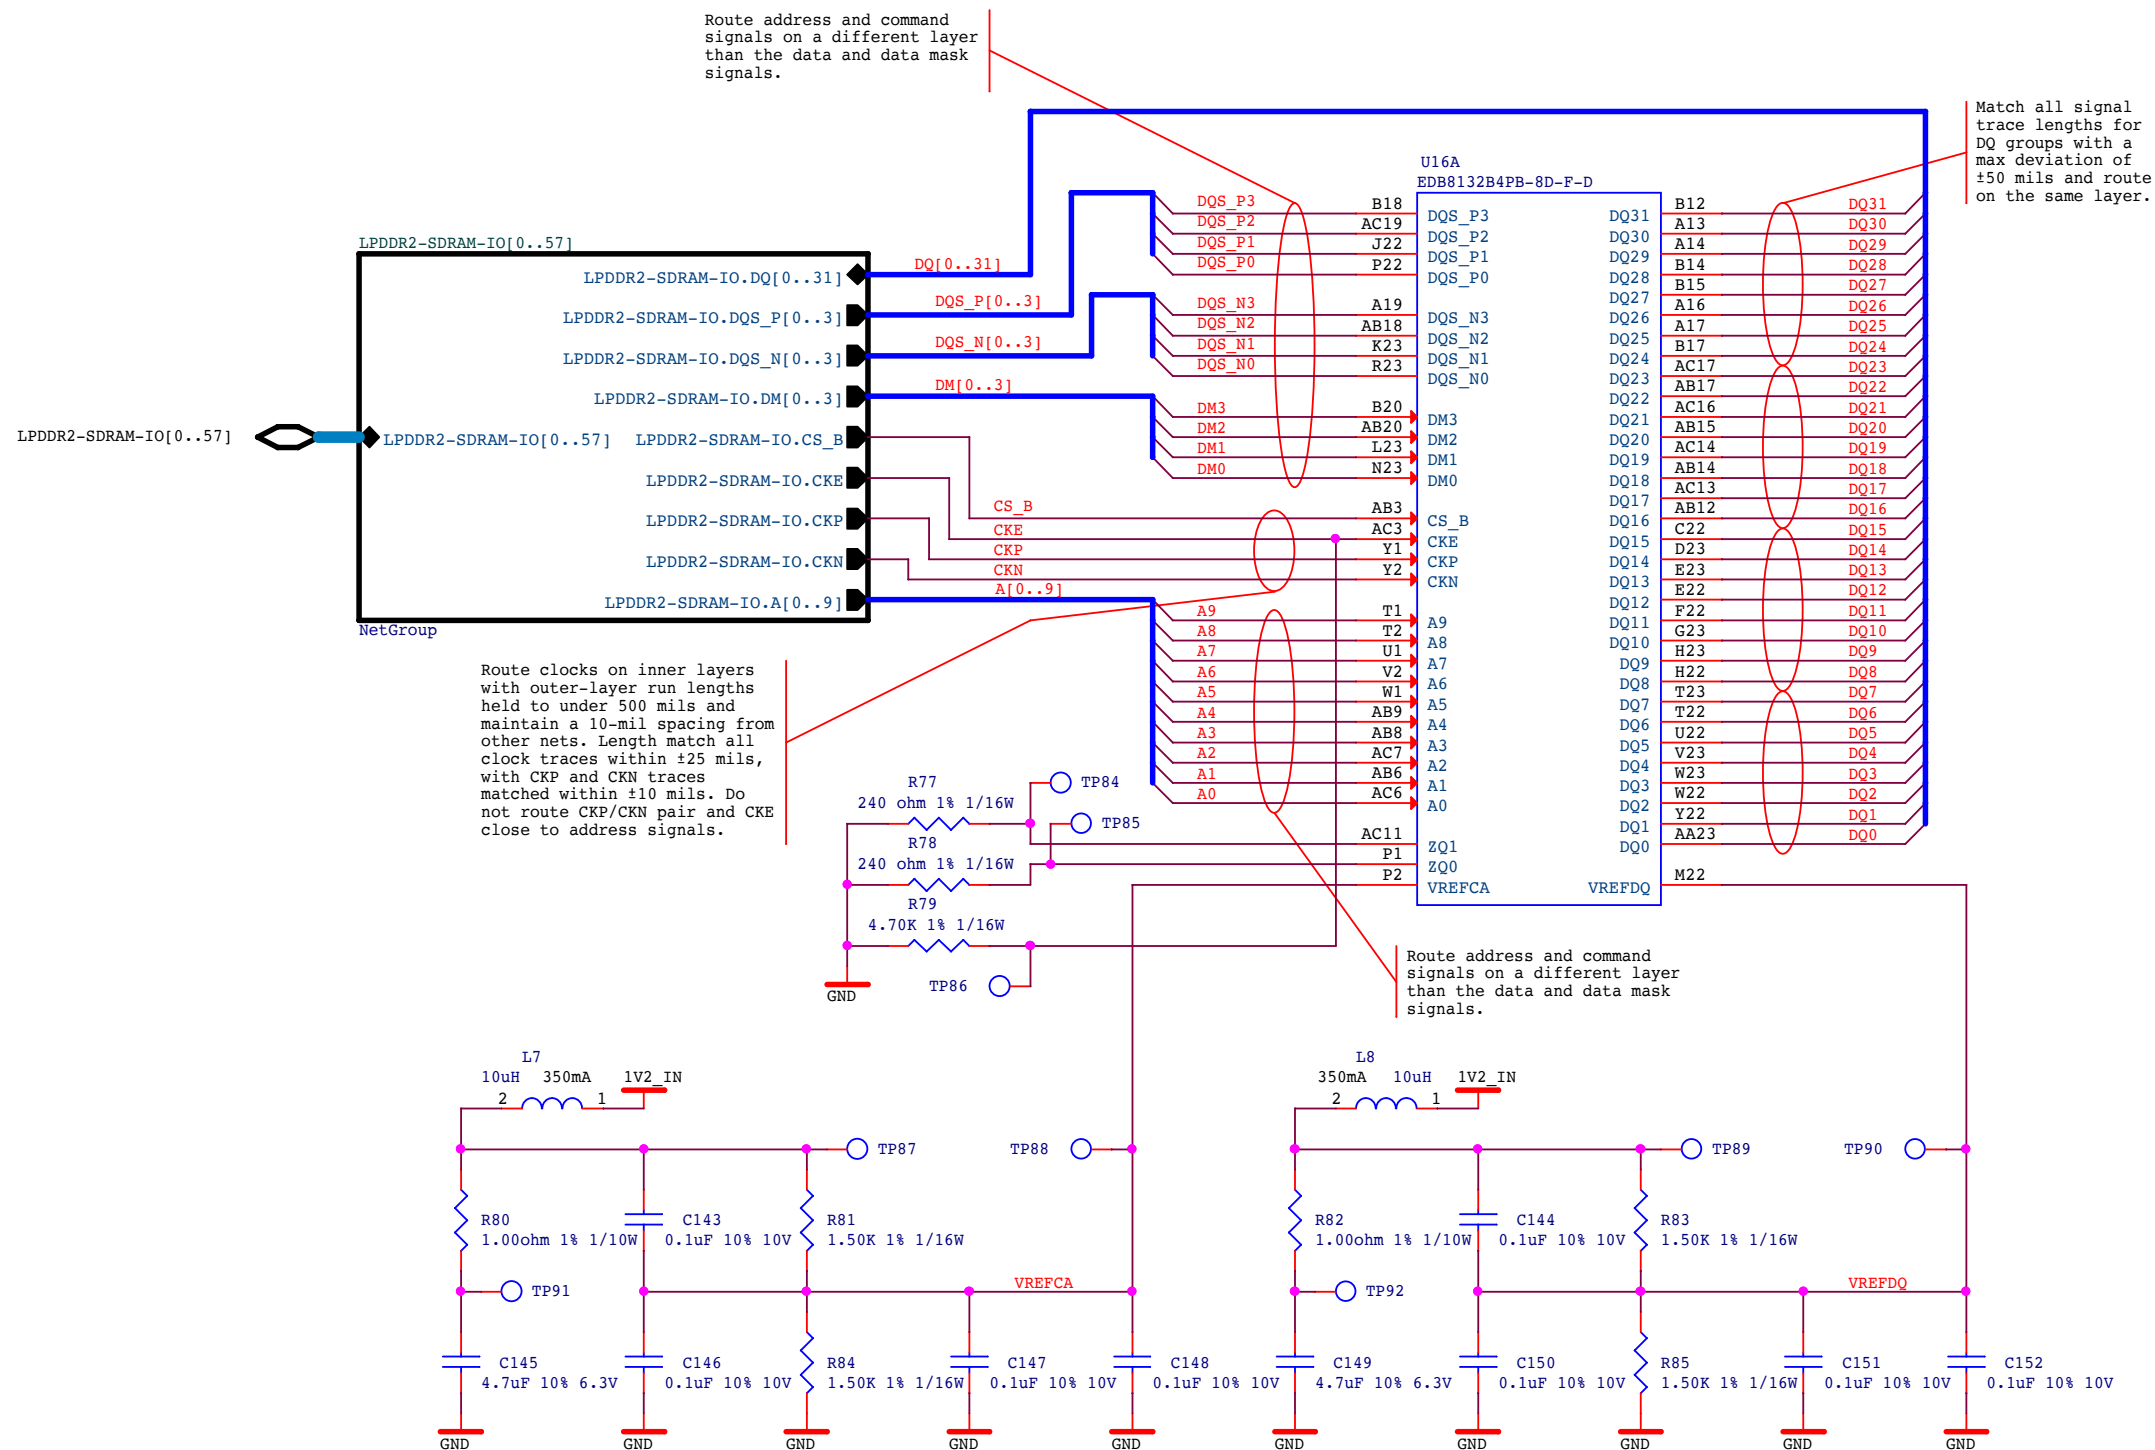 Route address and command
signals on a different layer
than the data and data mask
signals.
Match all signal
trace lengths for
DQ groups with a
max deviation of
±50 mils and route
on the same layer.
LPDDR2-SDRAM-IO[0..57]
LPDDR2-SDRAM-IO[0..57]
LPDDR2-SDRAM-IO[0..57]
LPDDR2-SDRAM-IO.DQ[0..31]
LPDDR2-SDRAM-IO.DQS_P[0..3]
LPDDR2-SDRAM-IO.DQS_N[0..3]
LPDDR2-SDRAM-IO.DM[0..3]
LPDDR2-SDRAM-IO.CS_B
LPDDR2-SDRAM-IO.CKE
LPDDR2-SDRAM-IO.CKP
LPDDR2-SDRAM-IO.CKN
LPDDR2-SDRAM-IO.A[0..9]
NetGroup
DQ[0..31]
DQS_P[0..3]
DQS_N[0..3]
DM[0..3]
CS_B
CKE
CKP
CKN
A[0..9]
U16A
EDB8132B4PB-8D-F-D
DQS_P3 B18 DQS_P3
DQS_P2 AC19 DQS_P2
DQS_P1 J22 DQS_P1
DQS_P0 P22 DQS_P0
DQS_N3 A19 DQS_N3
DQS_N2 AB18 DQS_N2
DQS_N1 K23 DQS_N1
DQS_N0 R23 DQS_N0
DM3 B20 DM3
DM2 AB20 DM2
DM1 L23 DM1
DM0 N23 DM0
AB3 CS_B
AC3 CKE
Y1 CKP
Y2 CKN
A9 T1 A9
A8 T2 A8
A7 U1 A7
A6 V2 A6
A5 W1 A5
A4 AB9 A4
A3 AB8 A3
A2 AC7 A2
A1 AB6 A1
A0 AC6 A0
AC11 ZQ1
P1 ZQ0
P2 VREFCA
DQ31 B12 DQ31
DQ30 A13 DQ30
DQ29 A14 DQ29
DQ28 B14 DQ28
DQ27 B15 DQ27
DQ26 A16 DQ26
DQ25 A17 DQ25
DQ24 B17 DQ24
DQ23 AC17 DQ23
DQ22 AB17 DQ22
DQ21 AC16 DQ21
DQ20 AB15 DQ20
DQ19 AC14 DQ19
DQ18 AB14 DQ18
DQ17 AC13 DQ17
DQ16 AB12 DQ16
DQ15 C22 DQ15
DQ14 D23 DQ14
DQ13 E23 DQ13
DQ12 E22 DQ12
DQ11 F22 DQ11
DQ10 G23 DQ10
DQ9 H23 DQ9
DQ8 H22 DQ8
DQ7 T23 DQ7
DQ6 T22 DQ6
DQ5 U22 DQ5
DQ4 V23 DQ4
DQ3 W23 DQ3
DQ2 W22 DQ2
DQ1 Y22 DQ1
DQ0 AA23 DQ0
VREFDQ M22
Route clocks on inner layers
with outer-layer run lengths
held to under 500 mils and
maintain a 10-mil spacing from
other nets. Length match all
clock traces within ±25 mils,
with CKP and CKN traces
matched within ±10 mils. Do
not route CKP/CKN pair and CKE
close to address signals.
R77
240 ohm 1% 1/16W
TP84
R78
240 ohm 1% 1/16W
TP85
R79
4.70K 1% 1/16W
TP86
GND
Route address and command
signals on a different layer
than the data and data mask
signals.
L7
10uH 350mA
2 1
1V2_IN
TP87
TP88
R80
1.00ohm 1% 1/10W
C143
0.1uF 10% 10V
R81
1.50K 1% 1/16W
TP91
VREFCA
C145
4.7uF 10% 6.3V
C146
0.1uF 10% 10V
R84
1.50K 1% 1/16W
C147
0.1uF 10% 10V
C148
0.1uF 10% 10V
GND GND GND GND GND
L8
350mA 10uH
2 1
1V2_IN
TP89
TP90
R82
1.00ohm 1% 1/10W
C144
0.1uF 10% 10V
R83
1.50K 1% 1/16W
TP92
VREFDQ
C149
4.7uF 10% 6.3V
C150
0.1uF 10% 10V
R85
1.50K 1% 1/16W
C151
0.1uF 10% 10V
C152
0.1uF 10% 10V
GND GND GND GND GND